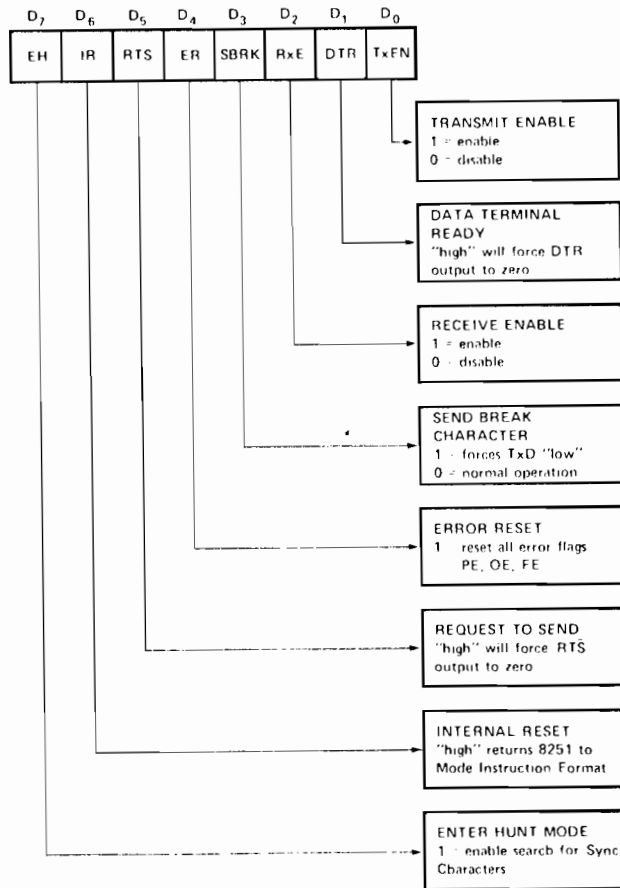 D7 D6 D5 D4 D3 D2 D1 D0
EH IR RTS ER SBRK RxE DTR TxEN
TRANSMIT ENABLE
1 = enable
0 = disable
DATA TERMINAL
READY
"high" will force DTR
output to zero
RECEIVE ENABLE
1 = enable
0 - disable
SEND BREAK
CHARACTER
1 - forces TxD "low"
0 = normal operation
ERROR RESET
1 reset all error flags
PE, OE, FE
REQUEST TO SEND
"high" will force RTS
output to zero
INTERNAL RESET
"high" returns 8251 to
Mode Instruction Format
ENTER HUNT MODE
1 - enable search for Sync
Characters